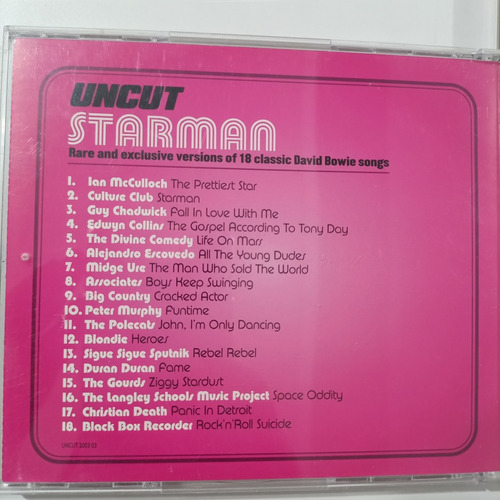 UNCUT
STARMAN
Rare and exclusive versions of 18 classic David Bowie songs
1. Ian McCulloch The Prettiest Star
2. Culture Club Starman
3. Guy Chadwick Fall In Love With Me
4. Edwyn Collins The Gospel According To Tony Day
5. The Divine Comedy Life On Mars
6. Alejandro Escovedo All The Young Dudes
7. Midge Ure The Man Who Sold The World
8. Associates Boys Keep Swinging
9. Big Country Cracked Actor
10. Peter Murphy Funtime
11. The Polecats John, I'm Only Dancing
12. Blondie Heroes
13. Sigue Sigue Sputnik Rebel Rebel
14. Duran Duran Fame
15. The Gourds Ziggy Stardust
16. The Langley Schools Music Project Space Oddity
17. Christian Death Panic In Detroit
18. Black Box Recorder Rock'n'Roll Suicide
UNCUT 2003 03